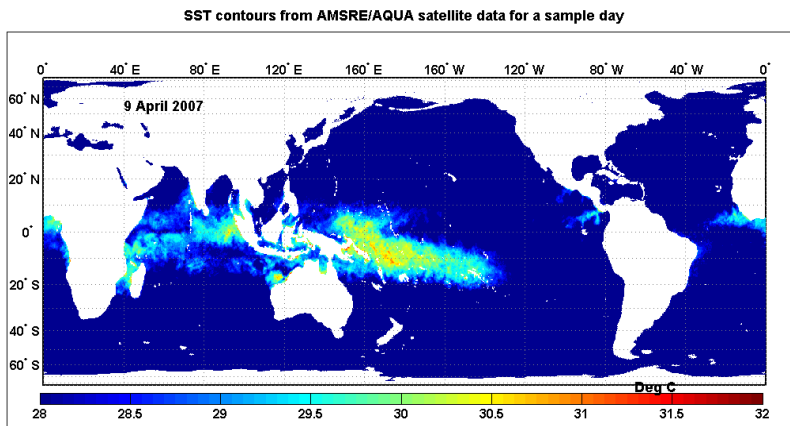 SST contours from AMSRE/AQUA satellite data for a sample day
0° 40° E 80° E 120° E 160° E 160° W 120° W 80° W 40° W 0°
60° N
9 April 2007
40° N
20° N
0°
20° S
40° S
60° S
Deg C
28 28.5 29 29.5 30 30.5 31 31.5 32